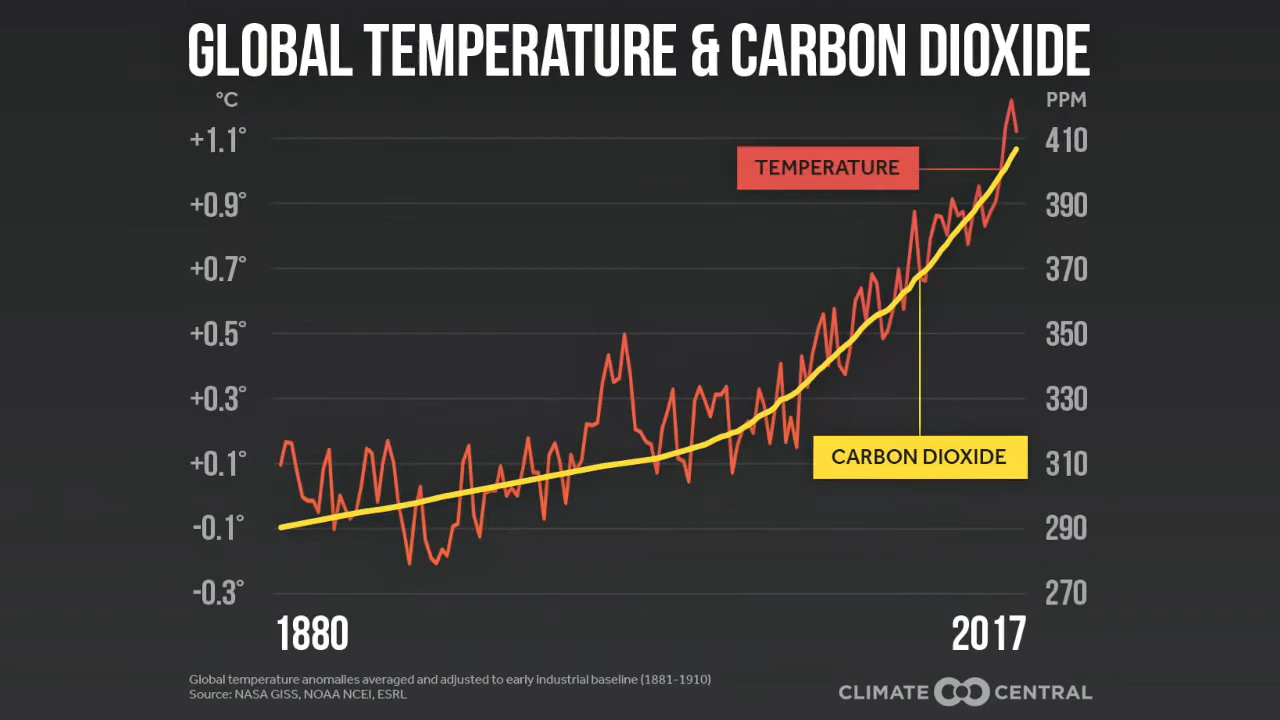 GLOBAL TEMPERATURE & CARBON DIOXIDE
°C
PPM
+1.1°
410
TEMPERATURE
+0.9°
390
+0.7°
370
+0.5°
350
+0.3°
330
CARBON DIOXIDE
+0.1°
310
-0.1°
290
-0.3°
270
1880
2017
Global temperature anomalies averaged and adjusted to early industrial baseline (1881-1910)
Source: NASA GISS, NOAA NCEI, ESRL
CLIMATE CENTRAL